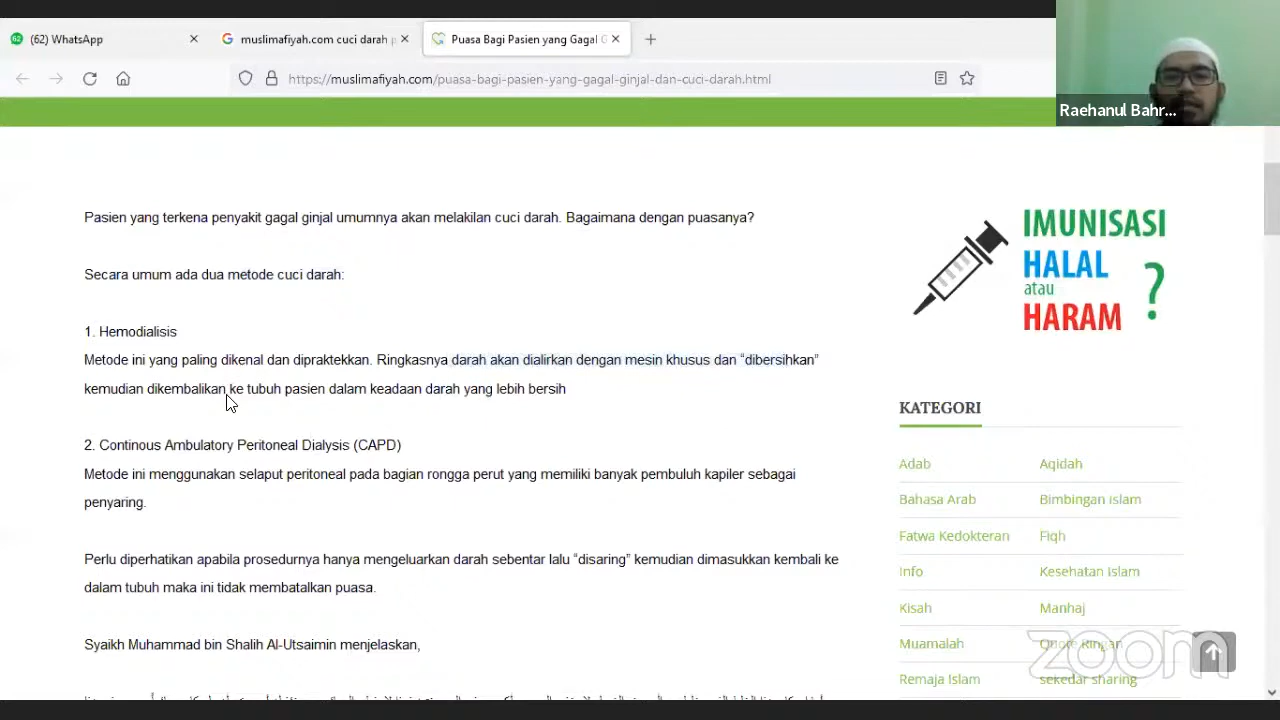 (62) WhatsApp
muslimafiyah.com cuci darah p
Puasa Bagi Pasien yang Gagal G
https://muslimafiyah.com/puasa-bagi-pasien-yang-gagal-ginjal-dan-cuci-darah.html
Raehanul Bahr...
Pasien yang terkena penyakit gagal ginjal umumnya akan melakilan cuci darah. Bagaimana dengan puasanya?
Secara umum ada dua metode cuci darah:
1. Hemodialisis
Metode ini yang paling dikenal dan dipraktekkan. Ringkasnya darah akan dialirkan dengan mesin khusus dan “dibersihkan”
kemudian dikembalikan ke tubuh pasien dalam keadaan darah yang lebih bersih
2. Continous Ambulatory Peritoneal Dialysis (CAPD)
Metode ini menggunakan selaput peritoneal pada bagian rongga perut yang memiliki banyak pembuluh kapiler sebagai
penyaring.
Perlu diperhatikan apabila prosedurnya hanya mengeluarkan darah sebentar lalu “disaring” kemudian dimasukkan kembali ke
dalam tubuh maka ini tidak membatalkan puasa.
Syaikh Muhammad bin Shalih Al-Utsaimin menjelaskan,
IMUNISASI
HALAL
atau
HARAM
?
KATEGORI
Adab
Aqidah
Bahasa Arab
Bimbingan islam
Fatwa Kedokteran
Fiqh
Info
Kesehatan Islam
Kisah
Manhaj
Muamalah
Quote Ringan
Remaja Islam
sekedar sharing
zoom